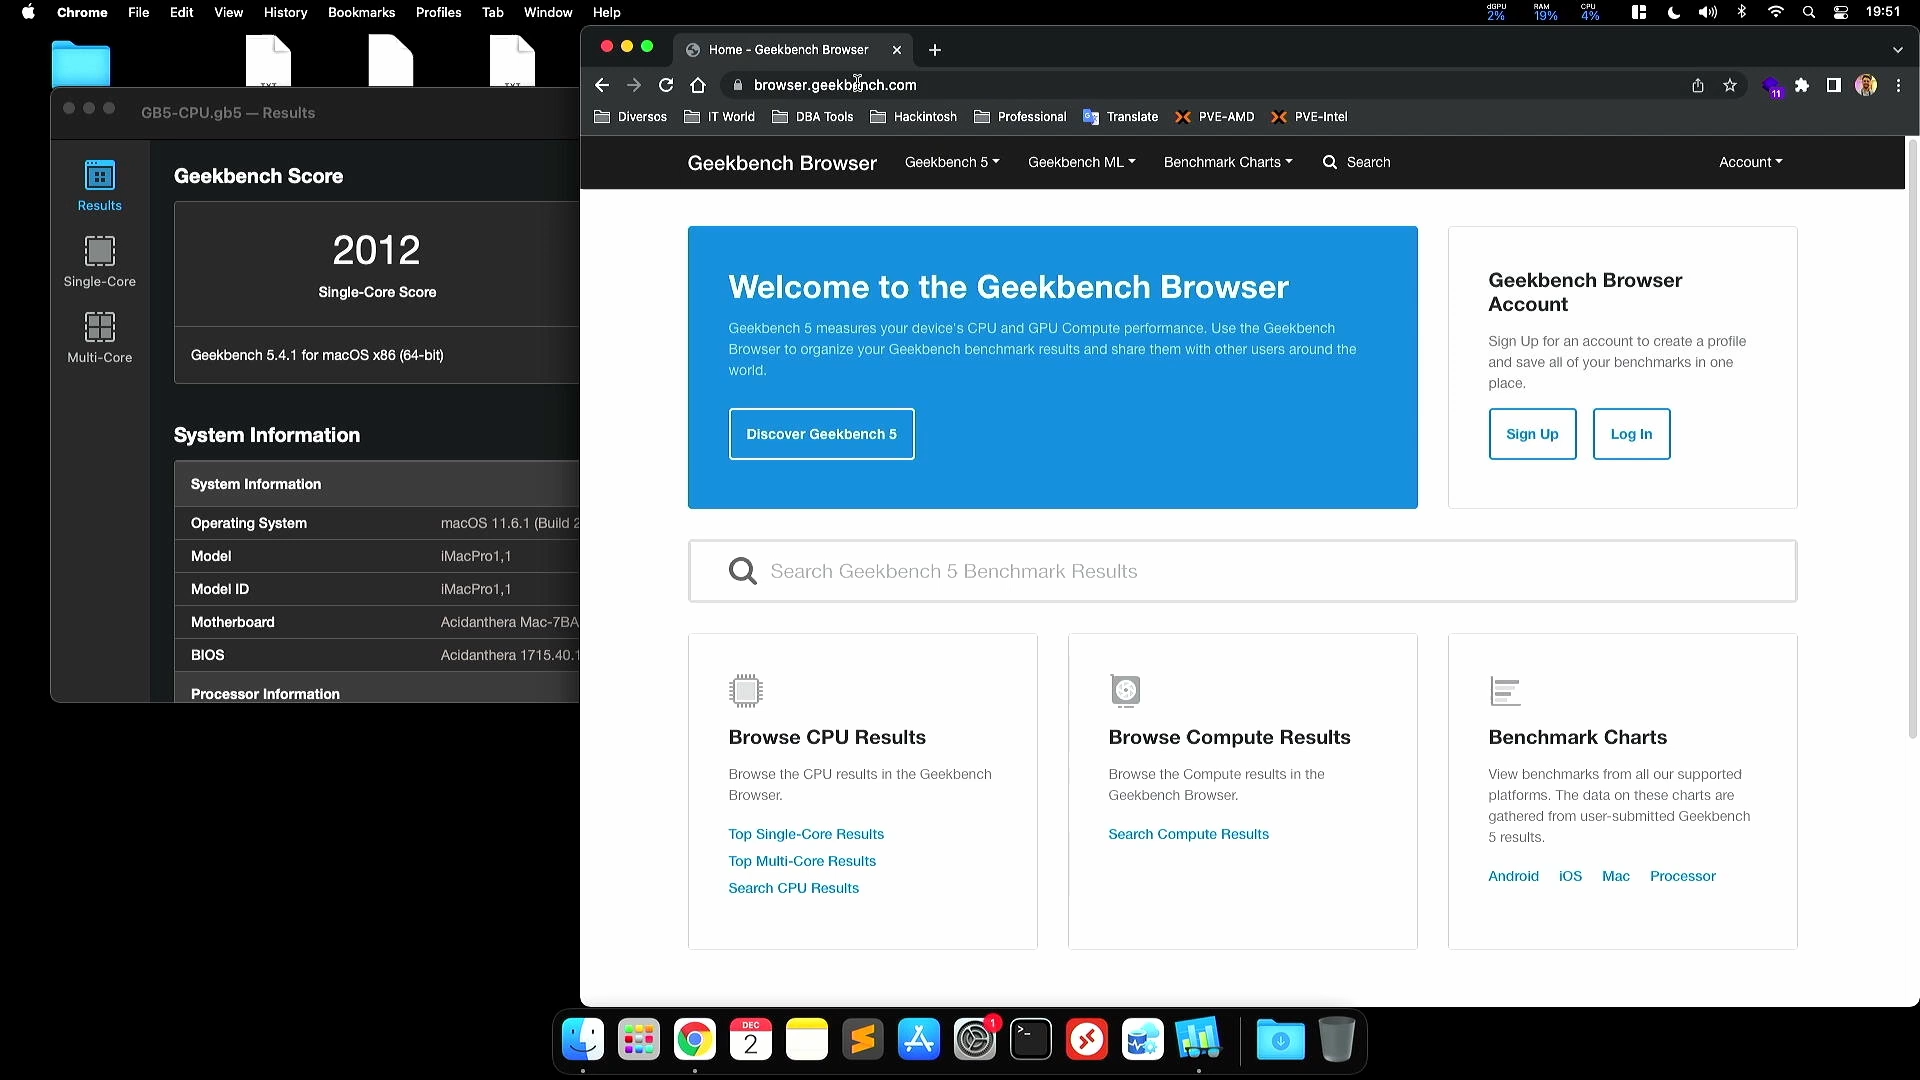 Chrome File Edit View History Bookmarks Profiles Tab Window Help
dGPU 2% RAM 19% CPU 4% 19:51
TXT TXT
Home - Geekbench Browser
browser.geekbench.com
11
Diversos IT World DBA Tools Hackintosh Professional Translate PVE-AMD PVE-Intel
GB5-CPU.gb5 — Results
Results
Single-Core
Multi-Core
Geekbench Score
2012
Single-Core Score
Geekbench 5.4.1 for macOS x86 (64-bit)
System Information
System Information
Operating System macOS 11.6.1 (Build 2
Model iMacPro1,1
Model ID iMacPro1,1
Motherboard Acidanthera Mac-7BA
BIOS Acidanthera 1715.40.1
Processor Information
Geekbench Browser Geekbench 5 Geekbench ML Benchmark Charts Search Account
Welcome to the Geekbench Browser
Geekbench 5 measures your device's CPU and GPU Compute performance. Use the Geekbench
Browser to organize your Geekbench benchmark results and share them with other users around the
world.
Discover Geekbench 5
Geekbench Browser
Account
Sign Up for an account to create a profile
and save all of your benchmarks in one
place.
Sign Up Log In
Search Geekbench 5 Benchmark Results
Browse CPU Results
Browse the CPU results in the Geekbench
Browser.
Top Single-Core Results
Top Multi-Core Results
Search CPU Results
Browse Compute Results
Browse the Compute results in the
Geekbench Browser.
Search Compute Results
Benchmark Charts
View benchmarks from all our supported
platforms. The data on these charts are
gathered from user-submitted Geekbench
5 results.
Android iOS Mac Processor
DEC
2
1